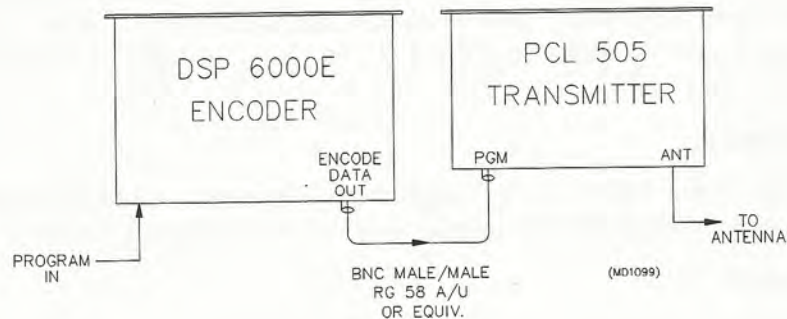 DSP 6000E
ENCODER
ENCODE
DATA
OUT
PROGRAM
IN
PCL 505
TRANSMITTER
PGM
ANT
TO
ANTENNA
BNC MALE/MALE
RG 58 A/U
OR EQUIV.
(MD1099)